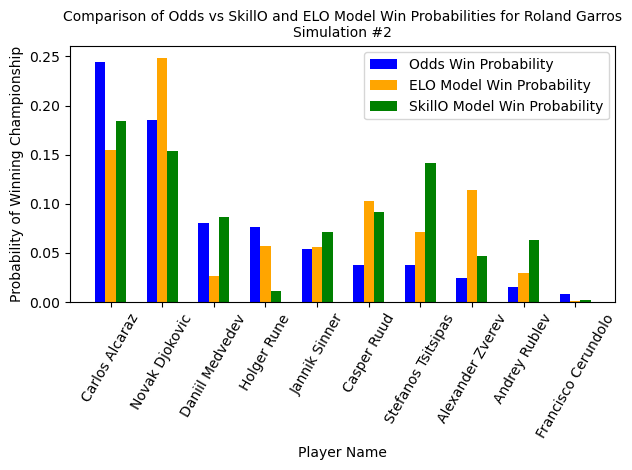 Comparison of Odds vs SkillO and ELO Model Win Probabilities for Roland Garros
Simulation #2
Probability of Winning Championship
0.25
0.20
0.15
0.10
0.05
0.00
Odds Win Probability
ELO Model Win Probability
SkillO Model Win Probability
Carlos Alcaraz
Novak Djokovic
Daniil Medvedev
Holger Rune
Jannik Sinner
Casper Ruud
Stefanos Tsitsipas
Alexander Zverev
Andrey Rublev
Francisco Cerundolo
Player Name